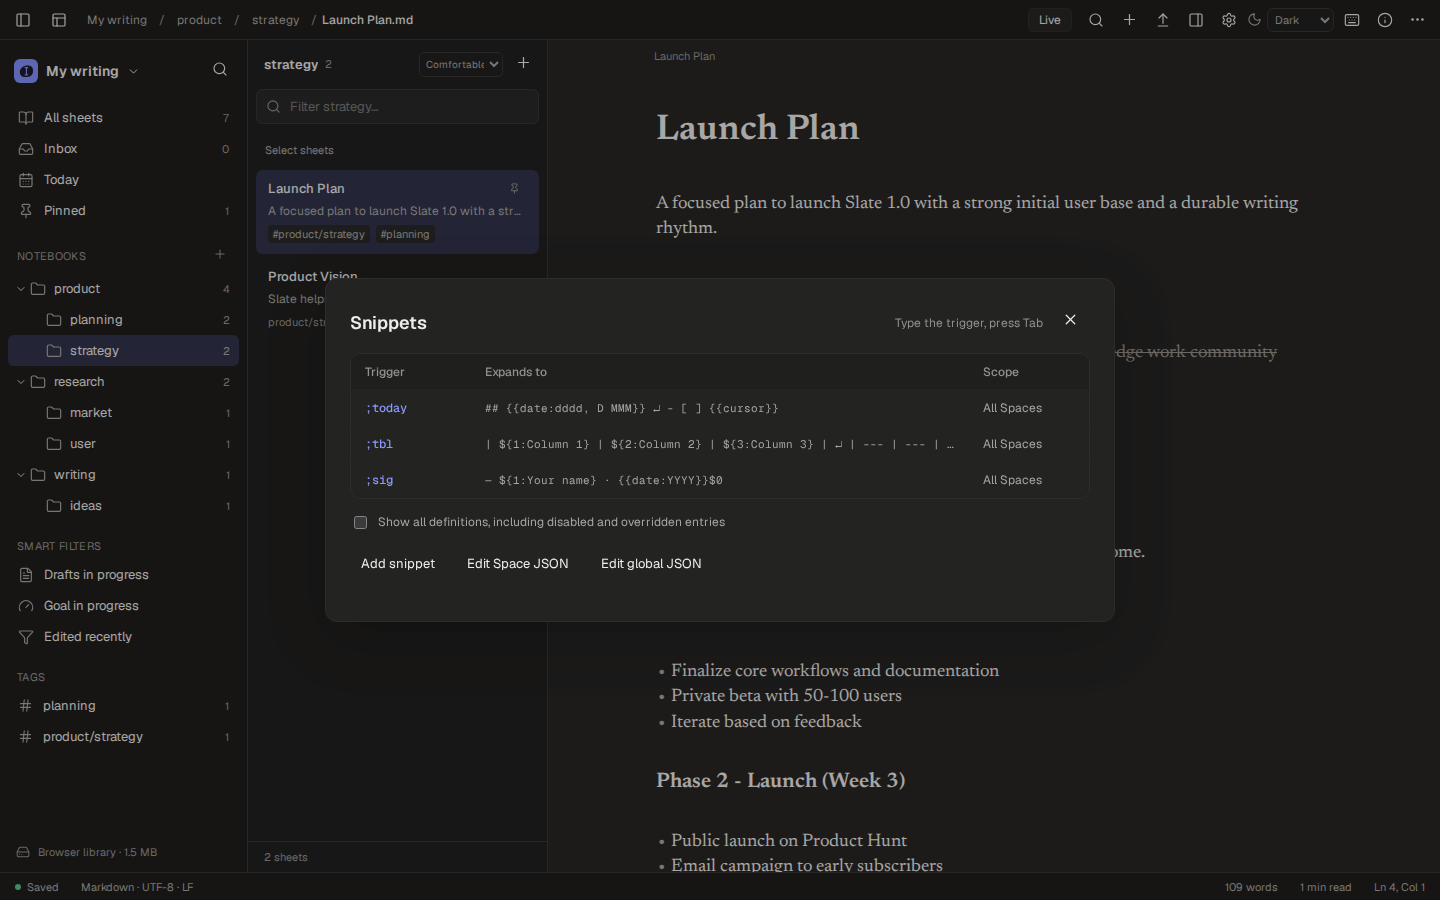 My writing / product / strategy / Launch Plan.md
Live
Dark
My writing
All sheets 7
Inbox 0
Today
Pinned 1
NOTEBOOKS
product 4
planning 2
strategy 2
research 2
market 1
user 1
writing 1
ideas 1
SMART FILTERS
Drafts in progress
Goal in progress
Edited recently
TAGS
# planning 1
# product/strategy 1
Browser library · 1.5 MB
strategy 2
Comfortable
Filter strategy...
Select sheets
Launch Plan
A focused plan to launch Slate 1.0 with a str...
#product/strategy #planning
Product Vision
Slate help
product/str
2 sheets
Launch Plan
Launch Plan
A focused plan to launch Slate 1.0 with a strong initial user base and a durable writing
rhythm.
dge work community
ome.
• Finalize core workflows and documentation
• Private beta with 50-100 users
• Iterate based on feedback
Phase 2 - Launch (Week 3)
• Public launch on Product Hunt
• Email campaign to early subscribers
Snippets
Type the trigger, press Tab
Trigger Expands to Scope
;today ## {{date:dddd, D MMM}} ↵ - [ ] {{cursor}} All Spaces
;tbl | ${1:Column 1} | ${2:Column 2} | ${3:Column 3} | ↵ | --- | --- | … All Spaces
;sig — ${1:Your name} · {{date:YYYY}}$0 All Spaces
Show all definitions, including disabled and overridden entries
Add snippet Edit Space JSON Edit global JSON
Saved Markdown · UTF-8 · LF
109 words 1 min read Ln 4, Col 1